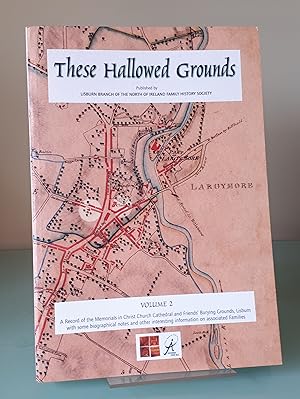 These Hallowed Grounds
Published by
LISBURN BRANCH OF THE NORTH OF IRELAND FAMILY HISTORY SOCIETY
LARGYMORE
LARGYMORE
VOLUME 2
A Record of the Memorials in Christ Church Cathedral and Friends' Burying Grounds, Lisburn
with some biographical notes and other interesting information on associated Families